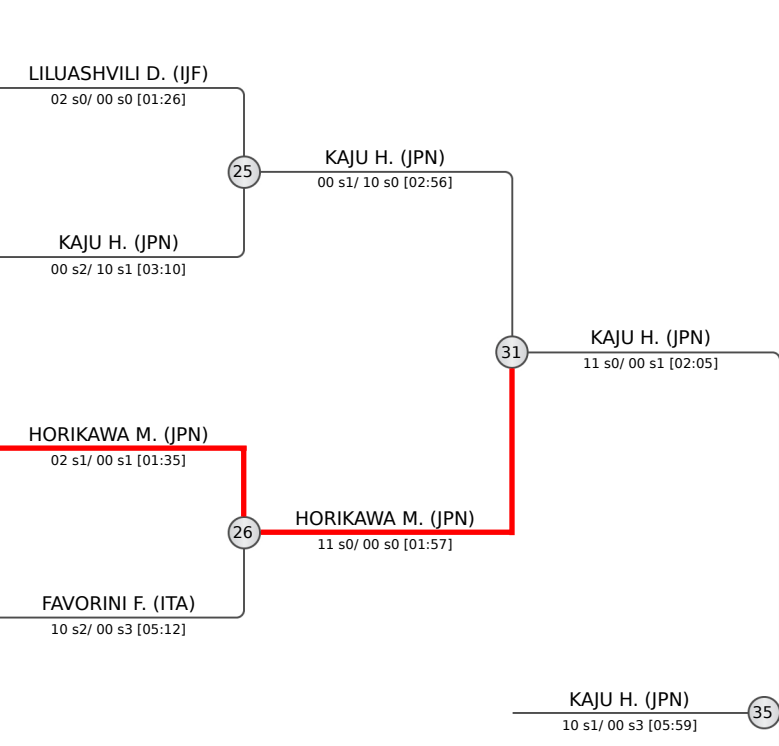 LILUASHVILI D. (IJF)
02 s0/ 00 s0 [01:26]
25
KAJU H. (JPN)
00 s1/ 10 s0 [02:56]
KAJU H. (JPN)
00 s2/ 10 s1 [03:10]
31
KAJU H. (JPN)
11 s0/ 00 s1 [02:05]
HORIKAWA M. (JPN)
02 s1/ 00 s1 [01:35]
26
HORIKAWA M. (JPN)
11 s0/ 00 s0 [01:57]
FAVORINI F. (ITA)
10 s2/ 00 s3 [05:12]
KAJU H. (JPN)
10 s1/ 00 s3 [05:59]
35